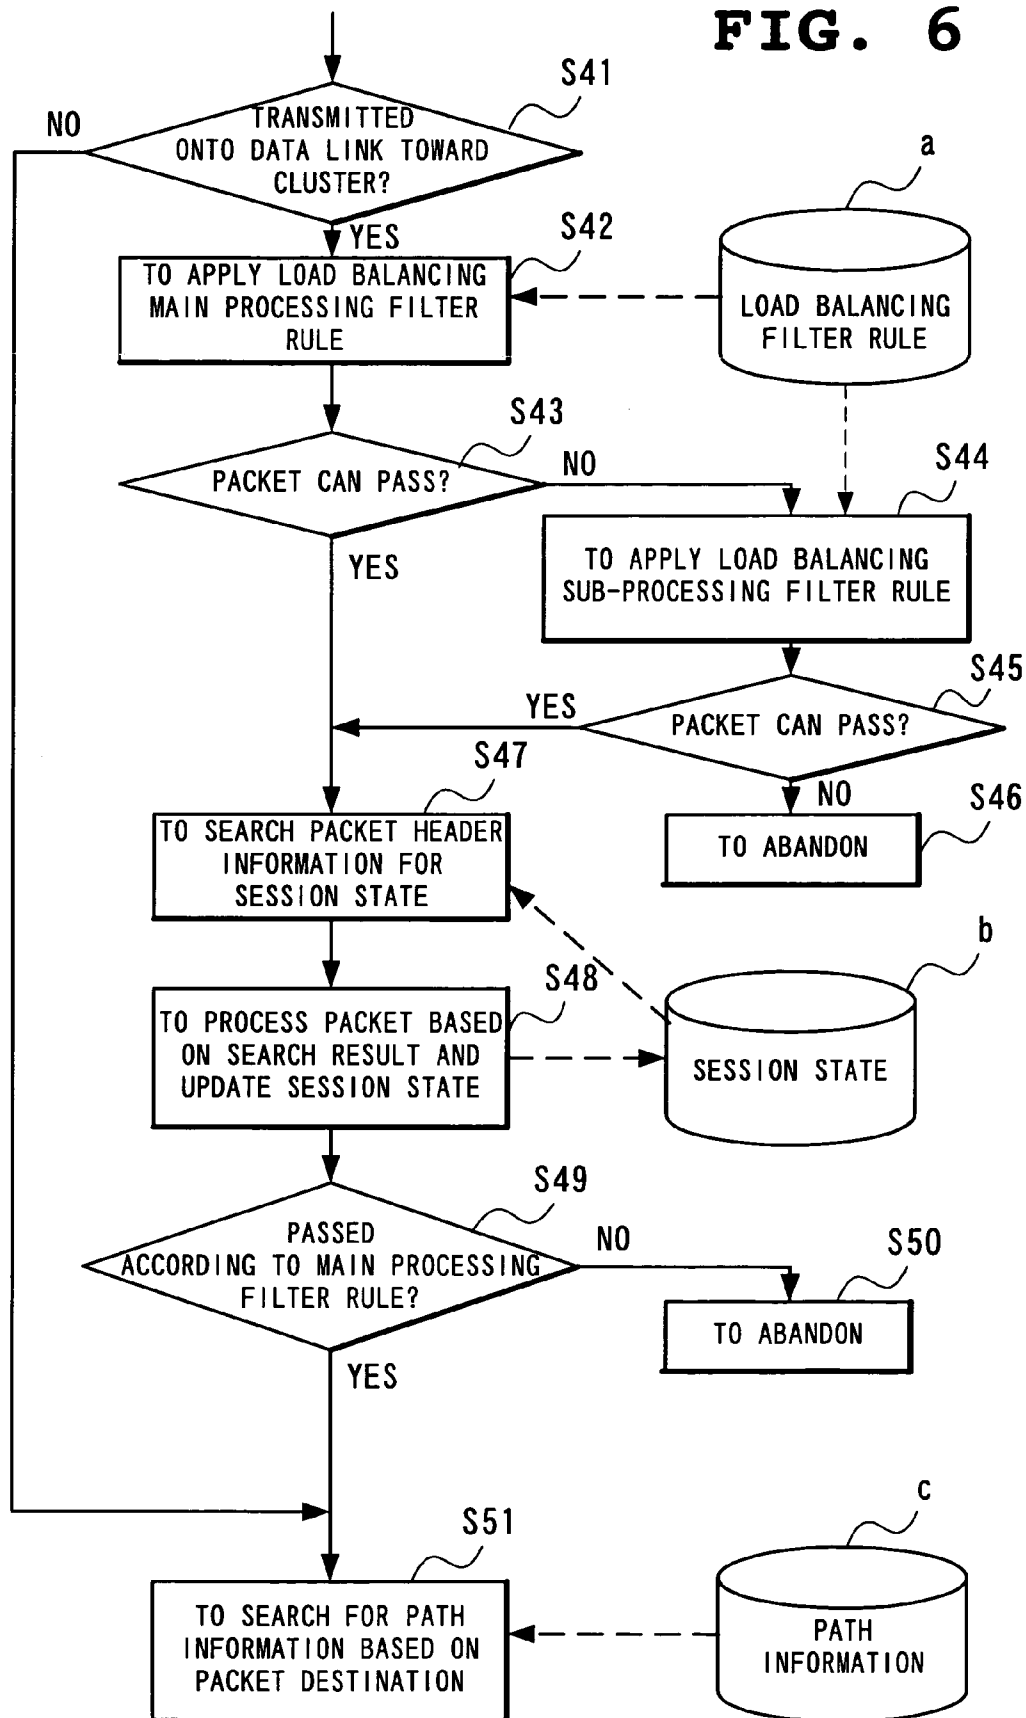 FIG. 6
S41
NO
TRANSMITTED
ONTO DATA LINK TOWARD
CLUSTER?
a
YES
S42
TO APPLY LOAD BALANCING
MAIN PROCESSING FILTER
RULE
LOAD BALANCING
FILTER RULE
S43
PACKET CAN PASS?
NO
S44
YES
TO APPLY LOAD BALANCING
SUB-PROCESSING FILTER RULE
S45
YES
PACKET CAN PASS?
S47
NO
S46
TO SEARCH PACKET HEADER
INFORMATION FOR
SESSION STATE
TO ABANDON
b
S48
TO PROCESS PACKET BASED
ON SEARCH RESULT AND
UPDATE SESSION STATE
SESSION STATE
S49
PASSED
ACCORDING TO MAIN PROCESSING
FILTER RULE?
NO
S50
TO ABANDON
YES
c
S51
TO SEARCH FOR PATH
INFORMATION BASED ON
PACKET DESTINATION
PATH
INFORMATION